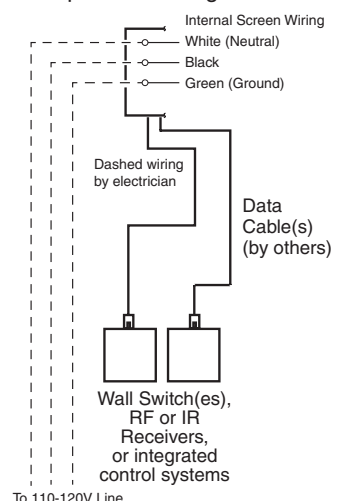 Internal Screen Wiring
White (Neutral)
Black
Green (Ground)
Dashed wiring
by electrician
Data
Cable(s)
(by others)
Wall Switch(es),
RF or IR
Receivers,
or integrated
control systems
To 110-120V Line